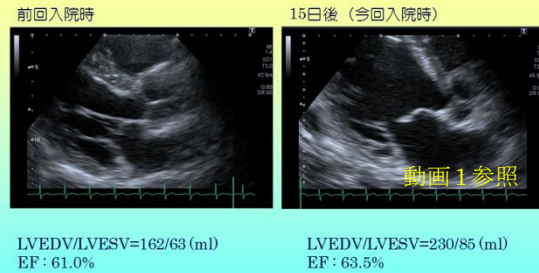 前回入院時
15日後（今回入院時）
動画１参照
LVEDV/LVESV=162/63(ml)
EF：61.0%
LVEDV/LVESV=230/85(ml)
EF：63.5%